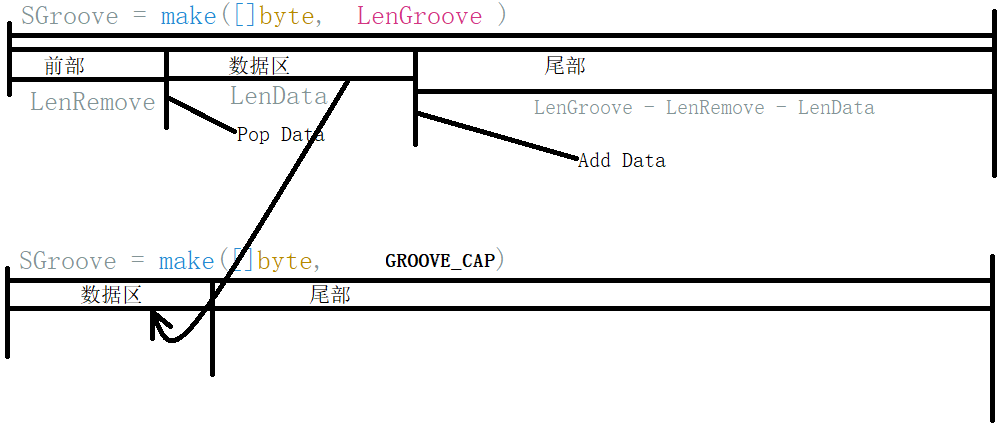 SGroove = make([]byte, LenGroove )
前部 数据区 尾部
LenRemove LenData LenGroove - LenRemove - LenData
Pop Data
Add Data
SGroove = make([]byte, GROOVE_CAP)
数据区 尾部